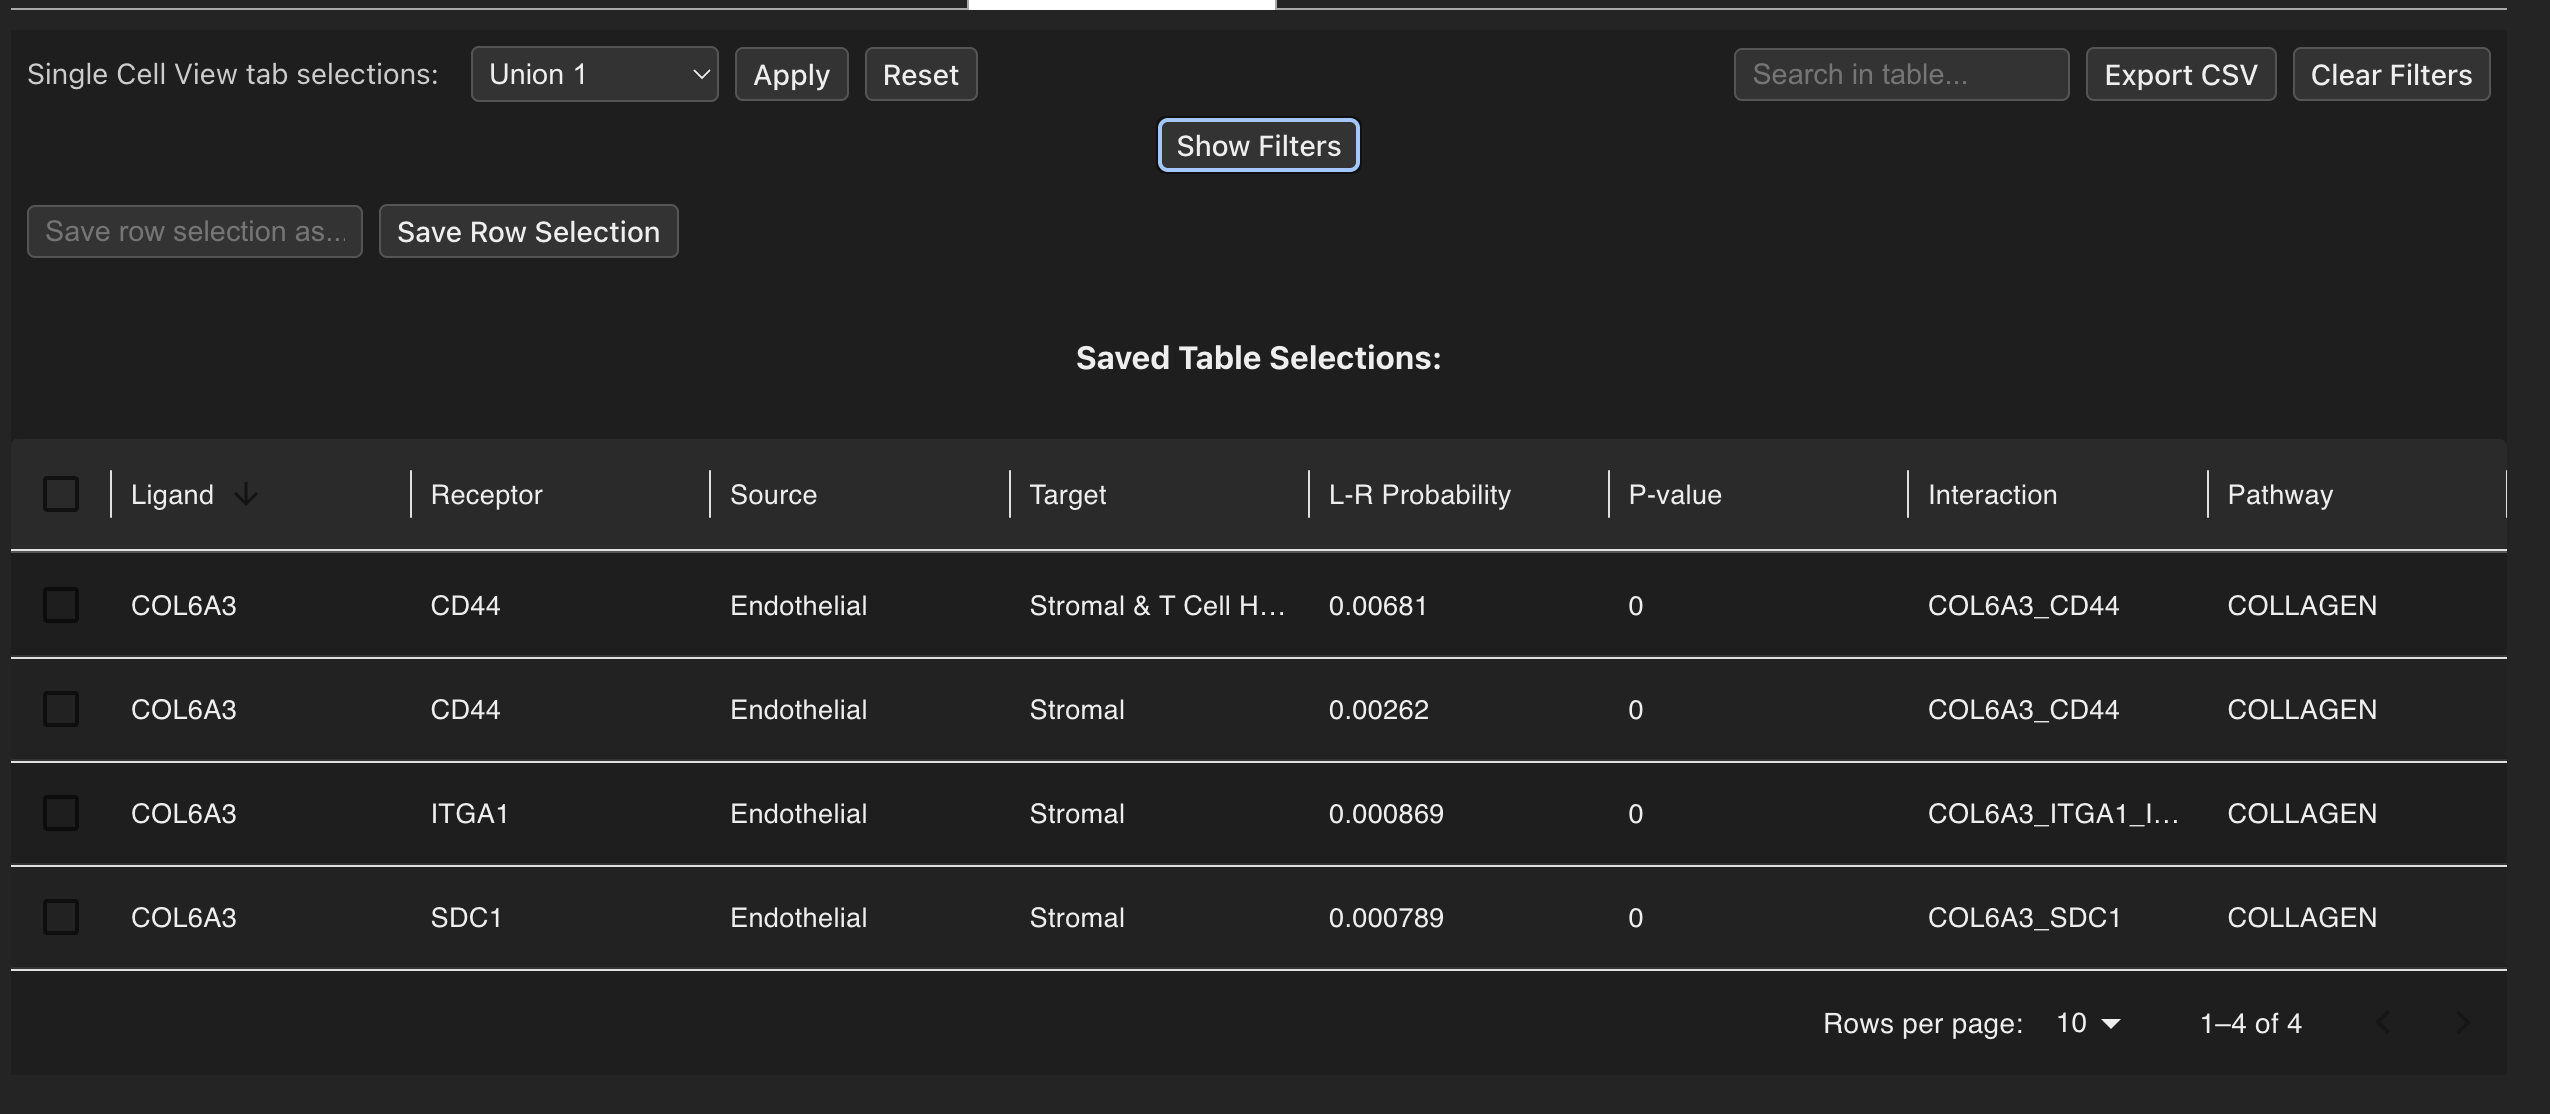 Single Cell View tab selections: Union 1 Apply Reset Search in table... Export CSV Clear Filters
Show Filters
Save row selection as... Save Row Selection
Saved Table Selections:
Ligand Receptor Source Target L-R Probability P-value Interaction Pathway
COL6A3 CD44 Endothelial Stromal & T Cell H... 0.00681 0 COL6A3_CD44 COLLAGEN
COL6A3 CD44 Endothelial Stromal 0.00262 0 COL6A3_CD44 COLLAGEN
COL6A3 ITGA1 Endothelial Stromal 0.000869 0 COL6A3_ITGA1_I... COLLAGEN
COL6A3 SDC1 Endothelial Stromal 0.000789 0 COL6A3_SDC1 COLLAGEN
Rows per page: 10 1–4 of 4